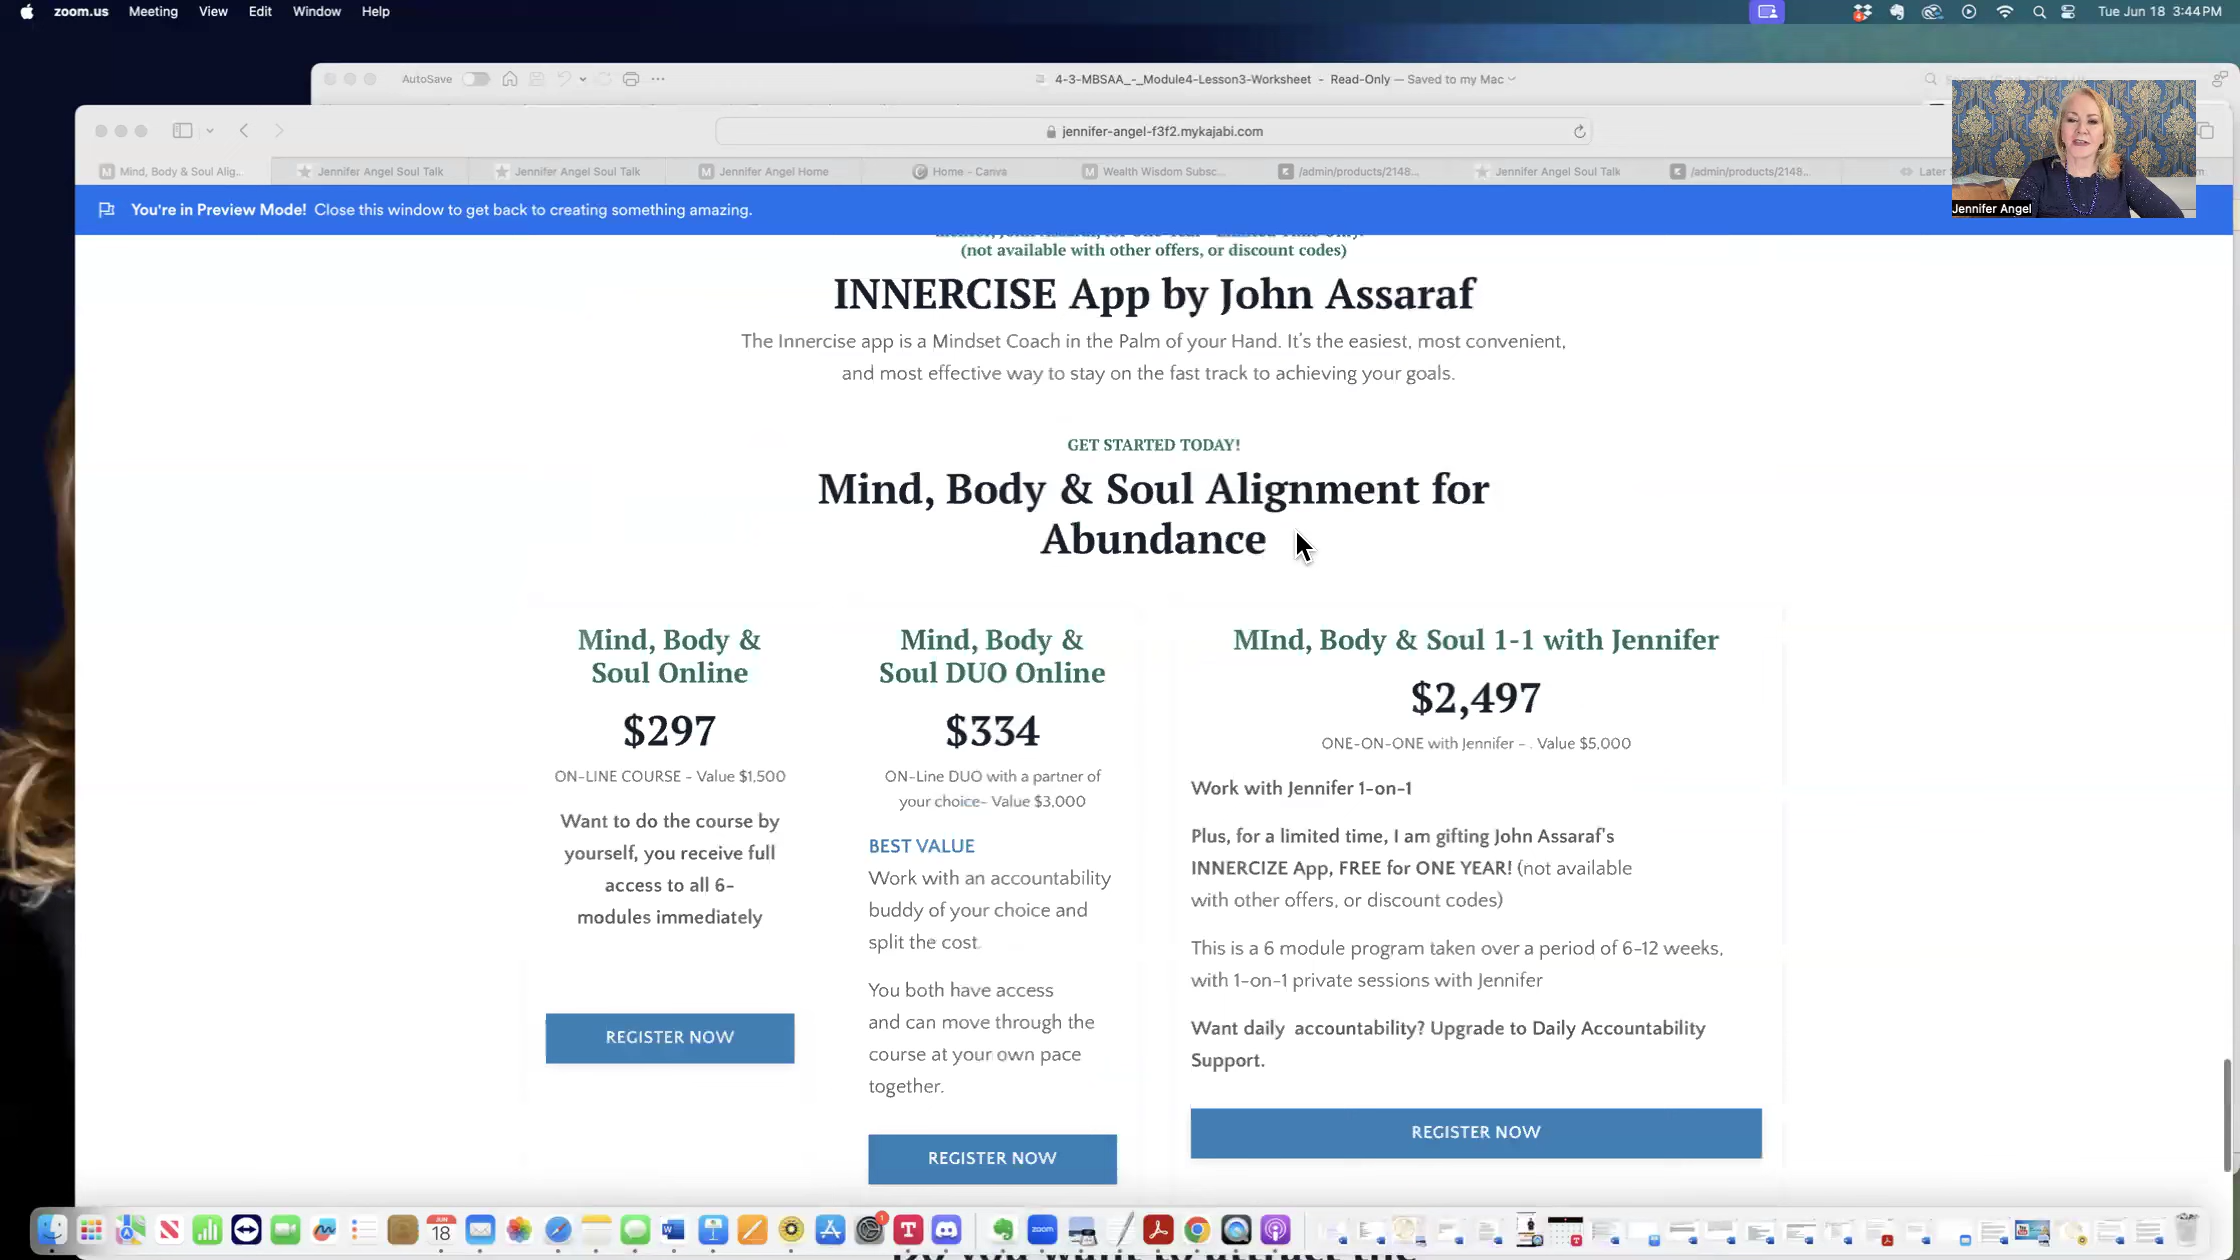 zoom.us Meeting View Edit Window Help
Tue Jun 18 3:44 PM
AutoSave
4-3-MBSAA_-_Module4-Lesson3-Worksheet - Read-Only — Saved to my Mac
jennifer-angel-f3f2.mykajabi.com
Mind, Body & Soul Alig...
Jennifer Angel Soul Talk
Jennifer Angel Soul Talk
Jennifer Angel Home
Home - Canva
Wealth Wisdom Subsc...
/admin/products/2148...
Jennifer Angel Soul Talk
/admin/products/2148...
Later
Jennifer Angel
You're in Preview Mode! Close this window to get back to creating something amazing.
(not available with other offers, or discount codes)
INNERCISE App by John Assaraf
The Innercise app is a Mindset Coach in the Palm of your Hand. It's the easiest, most convenient,
and most effective way to stay on the fast track to achieving your goals.
GET STARTED TODAY!
Mind, Body & Soul Alignment for
Abundance
Mind, Body &
Soul Online
$297
ON-LINE COURSE - Value $1,500
Want to do the course by
yourself, you receive full
access to all 6-
modules immediately
REGISTER NOW
Mind, Body &
Soul DUO Online
$334
ON-Line DUO with a partner of
your choice- Value $3,000
BEST VALUE
Work with an accountability
buddy of your choice and
split the cost.
You both have access
and can move through the
course at your own pace
together.
REGISTER NOW
MInd, Body & Soul 1-1 with Jennifer
$2,497
ONE-ON-ONE with Jennifer - . Value $5,000
Work with Jennifer 1-on-1
Plus, for a limited time, I am gifting John Assaraf's
INNERCIZE App, FREE for ONE YEAR! (not available
with other offers, or discount codes)
This is a 6 module program taken over a period of 6-12 weeks,
with 1-on-1 private sessions with Jennifer
Want daily accountability? Upgrade to Daily Accountability
Support.
REGISTER NOW
JUN
18
zoom